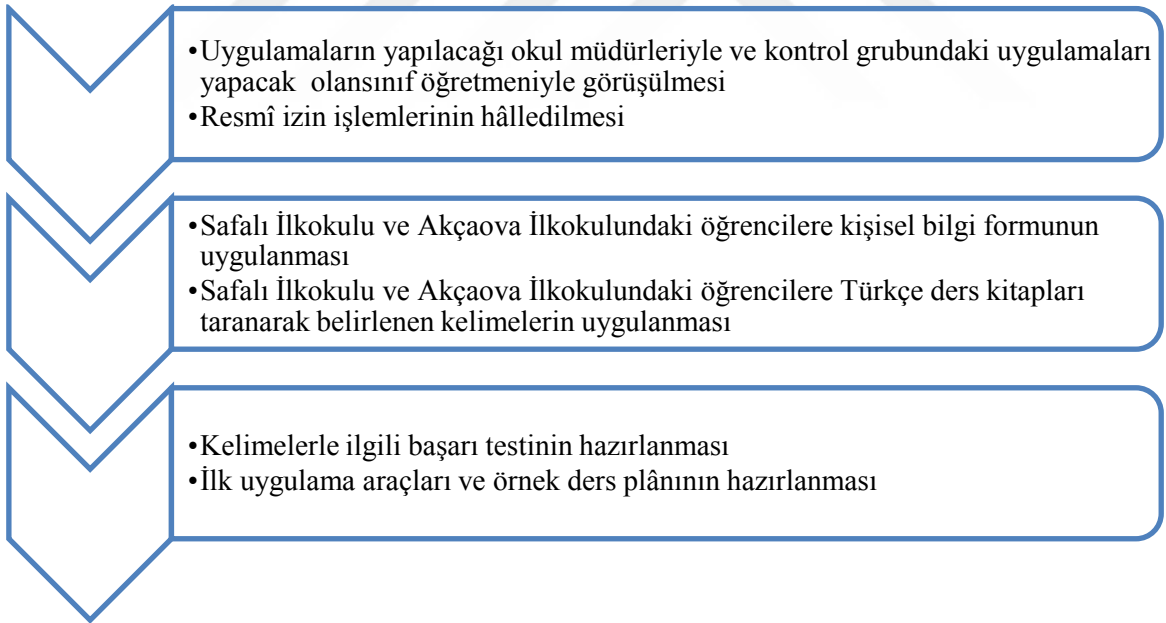 •Uygulamaların yapılacağı okul müdürleriyle ve kontrol grubundaki uygulamaları
yapacak olansınıf öğretmeniyle görüşülmesi
•Resmî izin işlemlerinin hâlledilmesi
•Safalı İlkokulu ve Akçaova İlkokulundaki öğrencilere kişisel bilgi formunun
uygulanması
•Safalı İlkokulu ve Akçaova İlkokulundaki öğrencilere Türkçe ders kitapları
taranarak belirlenen kelimelerin uygulanması
•Kelimelerle ilgili başarı testinin hazırlanması
•İlk uygulama araçları ve örnek ders plânının hazırlanması